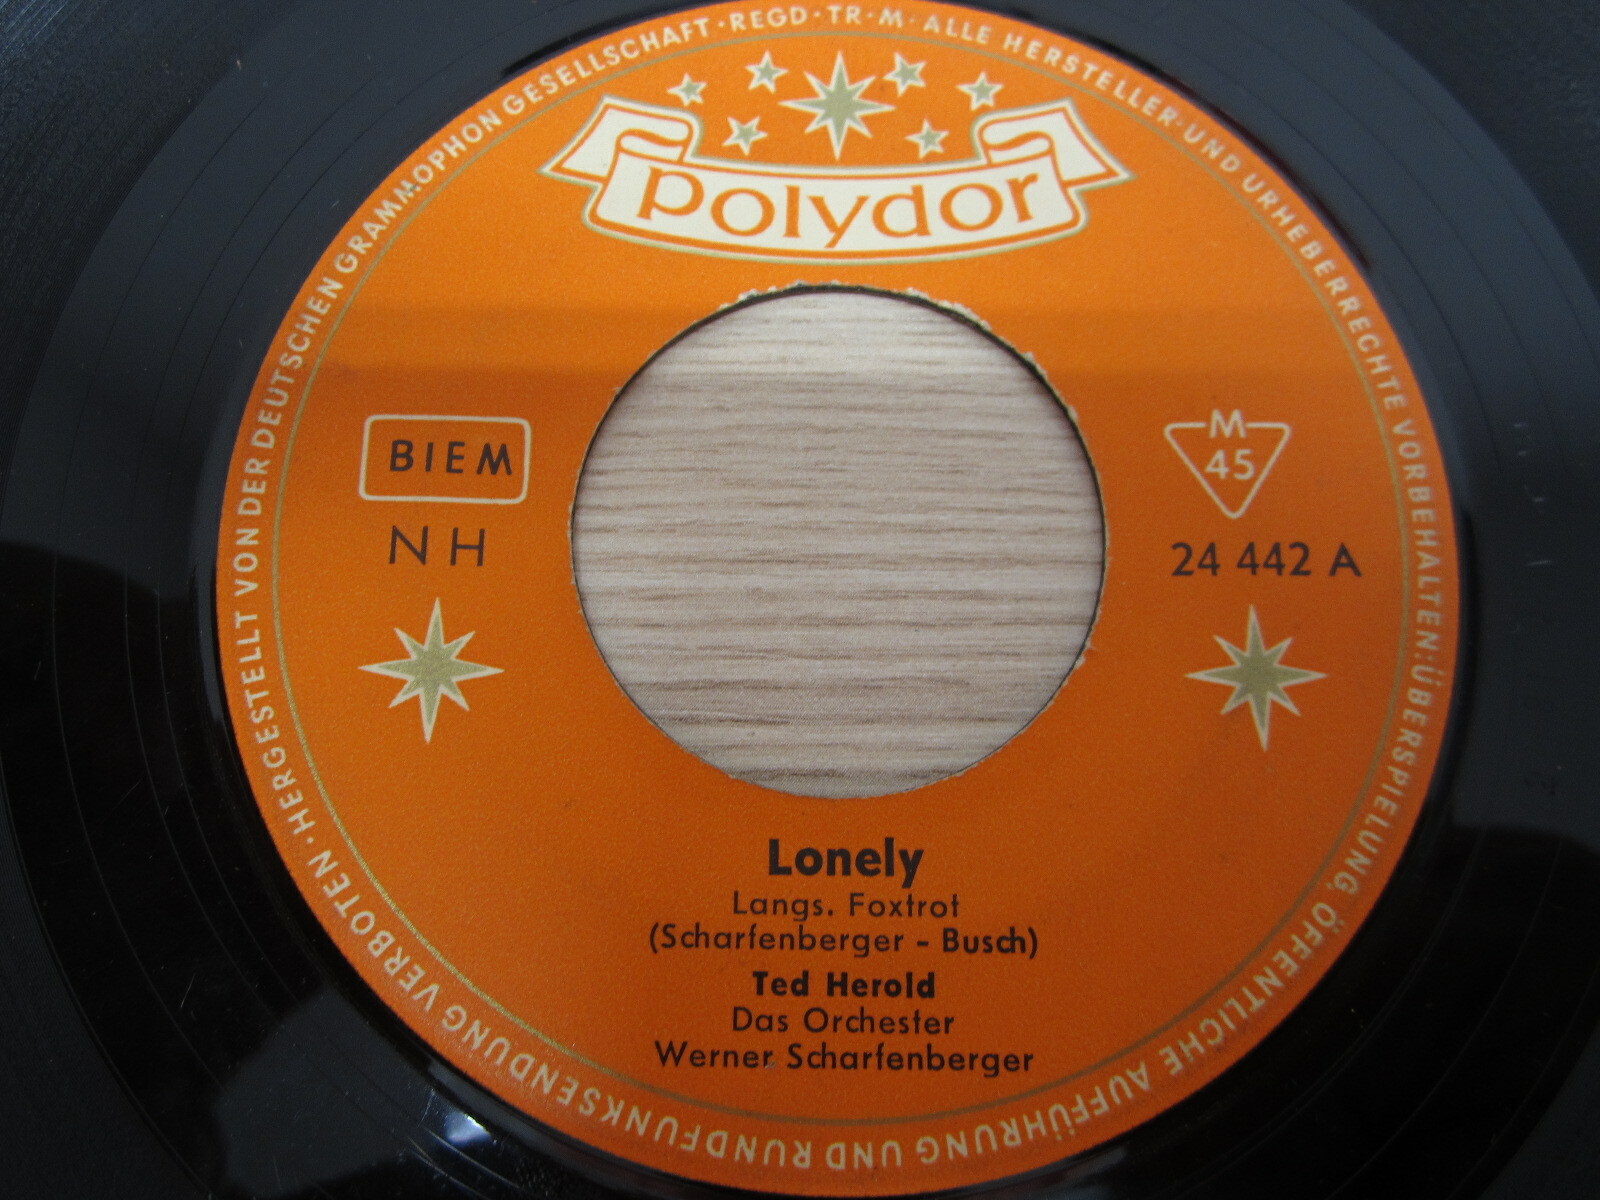 HERGESTELLT VON DER DEUTSCHEN GRAMMOPHON GESELLSCHAFT · REGD · TR · M · ALLE HERSTELLER- UND URHEBERRECHTE VORBEHALTEN: ÜBERSPIELUNG, ÖFFENTLICHE AUFFÜHRUNG UND RUNDFUNKSENDUNG VERBOTEN ·
polydor
BIEM
NH
M
45
24 442 A
Lonely
Langs. Foxtrot
(Scharfenberger - Busch)
Ted Herold
Das Orchester
Werner Scharfenberger